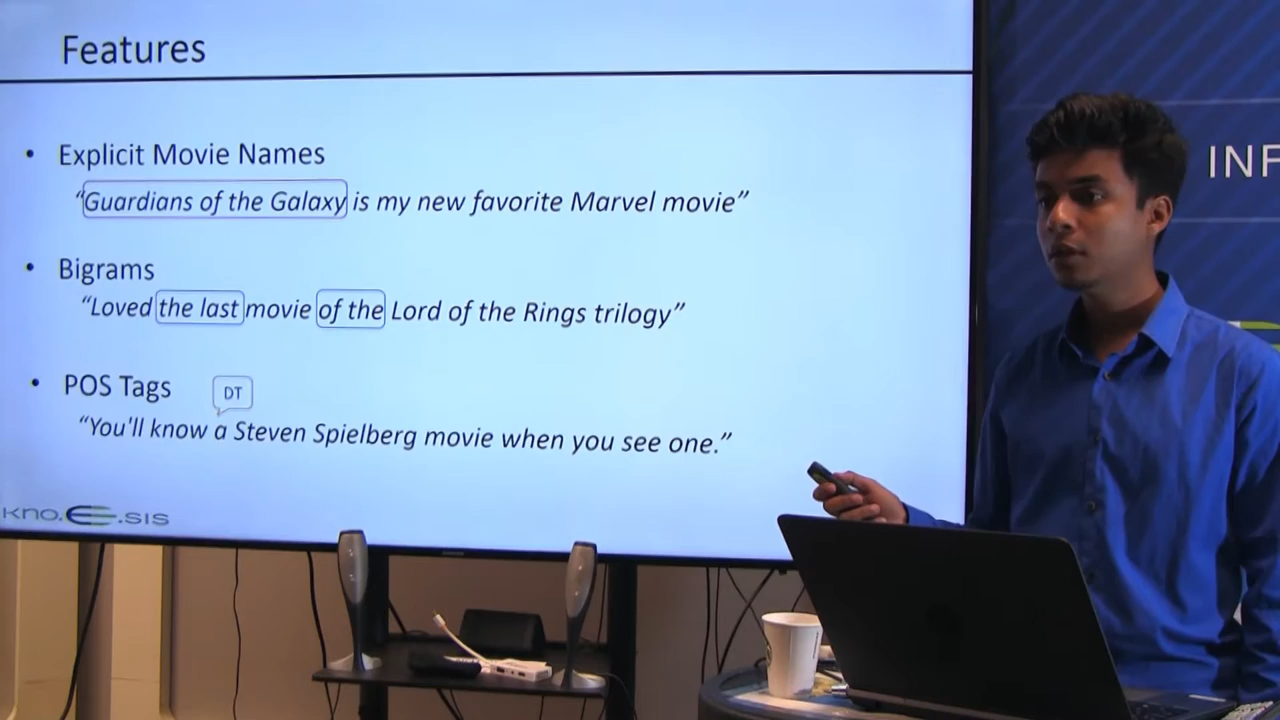 Features
• Explicit Movie Names
“Guardians of the Galaxy is my new favorite Marvel movie”
• Bigrams
“Loved the last movie of the Lord of the Rings trilogy”
• POS Tags
DT
“You'll know a Steven Spielberg movie when you see one.”
kno.e.sis
INF